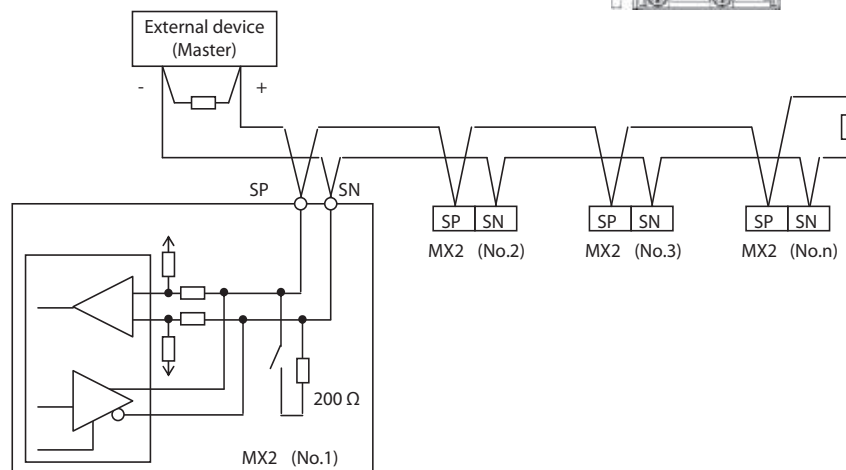 External device
(Master)
- +
SP SN
SP SN
MX2 (No.2)
SP SN
MX2 (No.3)
SP SN
MX2 (No.n)
200 Ω
MX2 (No.1)